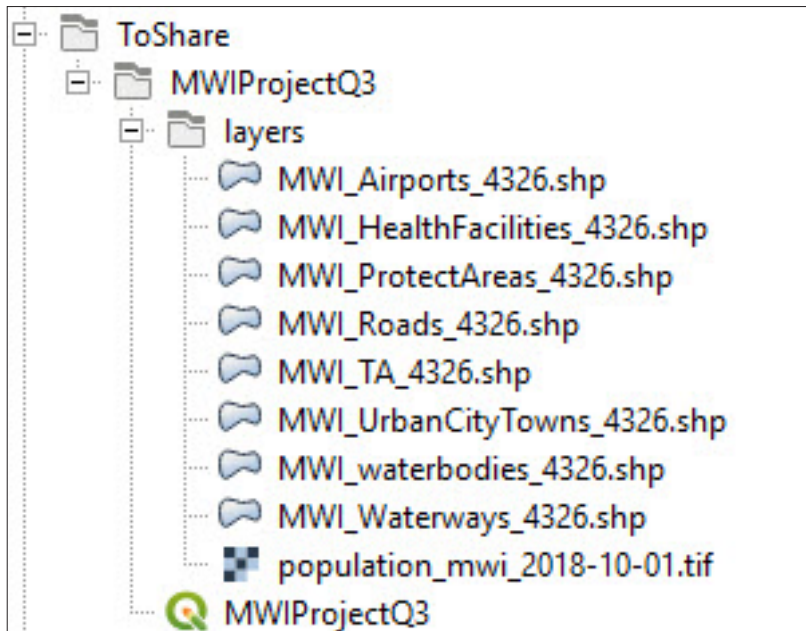 ToShare
MWIProjectQ3
layers
MWI_Airports_4326.shp
MWI_HealthFacilities_4326.shp
MWI_ProtectAreas_4326.shp
MWI_Roads_4326.shp
MWI_TA_4326.shp
MWI_UrbanCityTowns_4326.shp
MWI_waterbodies_4326.shp
MWI_Waterways_4326.shp
population_mwi_2018-10-01.tif
MWIProjectQ3